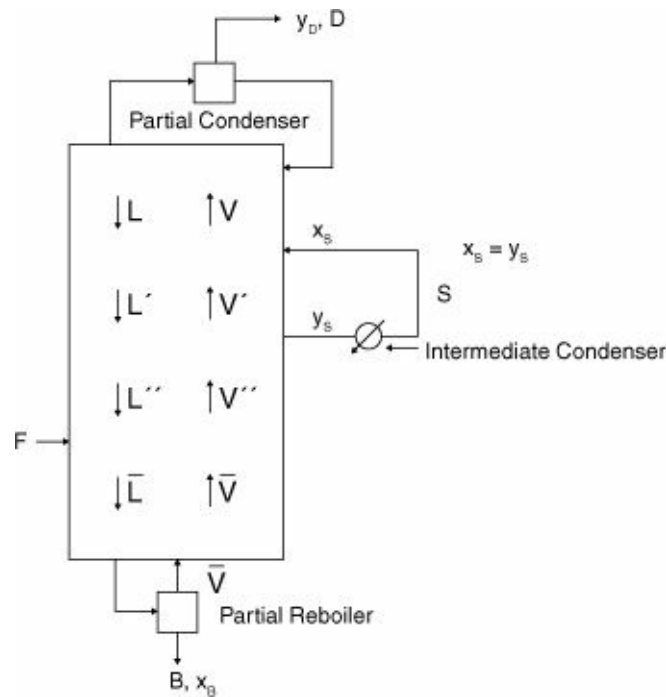 y_D, D
Partial Condenser
L V
x_s x_s = y_s
S
L´ V´
y_s
Intermediate Condenser
L´´ V´´
F
L̅ V̅
V̅
Partial Reboiler
B, x_B